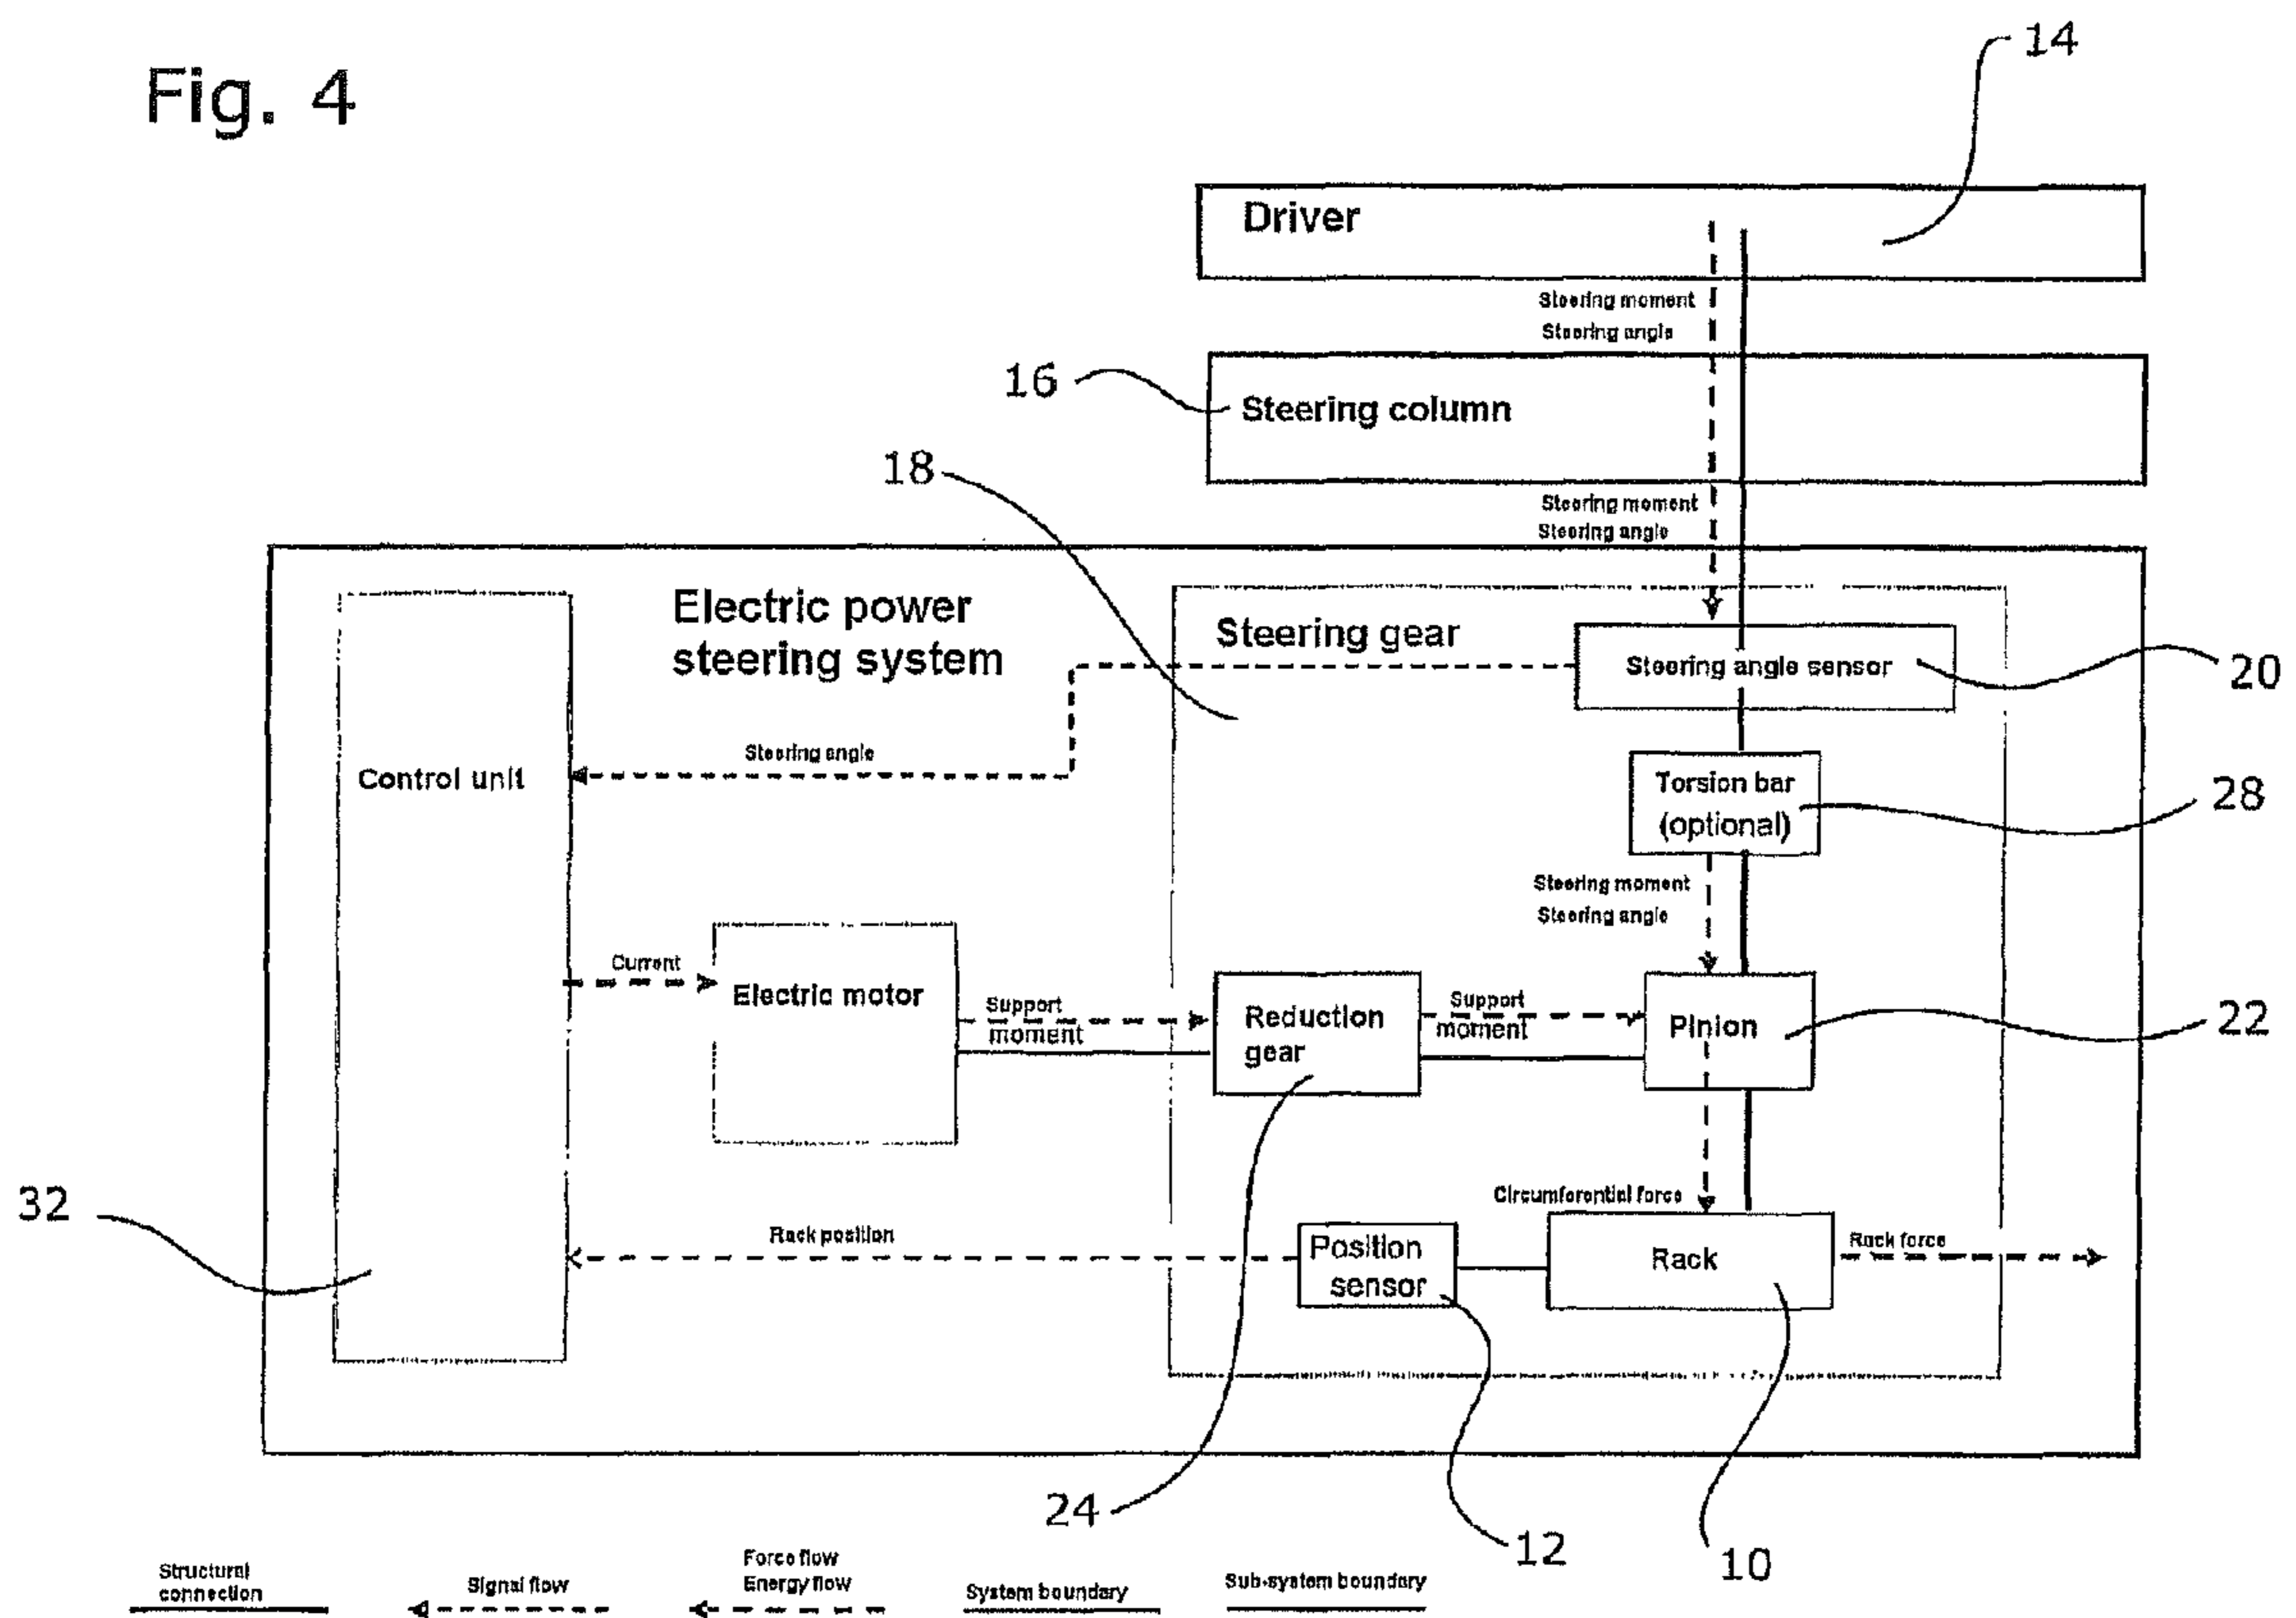 Fig. 4
14
Driver
Steering moment
Steering angle
16
Steering column
18
Steering moment
Steering angle
Electric power
steering system
Steering gear
Steering angle sensor
20
Steering angle
Control unit
Torsion bar
(optional)
28
Steering moment
Steering angle
Current
Electric motor
Support
moment
Reduction
gear
Support
moment
Pinion
22
Circumferential force
32
Rack position
Position
sensor
Rack
Rack force
24
12
10
Structural
connection
Signal flow
Force flow
Energy flow
System boundary
Sub-system boundary